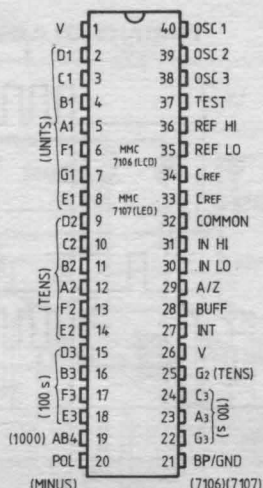 V 1 40 OSC 1
D1 2 39 OSC 2
C1 3 38 OSC 3
B1 4 37 TEST
A1 5 36 REF HI
F1 6 MMC 7106 (LCD) 35 REF LO
G1 7 34 CREF
E1 8 MMC 7107 (LED) 33 CREF
(UNITS)
D2 9 32 COMMON
C2 10 31 IN HI
B2 11 30 IN LO
A2 12 29 A/Z
F2 13 28 BUFF
E2 14 27 INT
(TENS)
D3 15 26 V
B3 16 25 G2 (TENS)
F3 17 24 C3
E3 18 23 A3
(100 s) (100 s)
(1000) AB4 19 22 G3
POL 20 21 BP/GND
(MINUS) (7106)(7107)